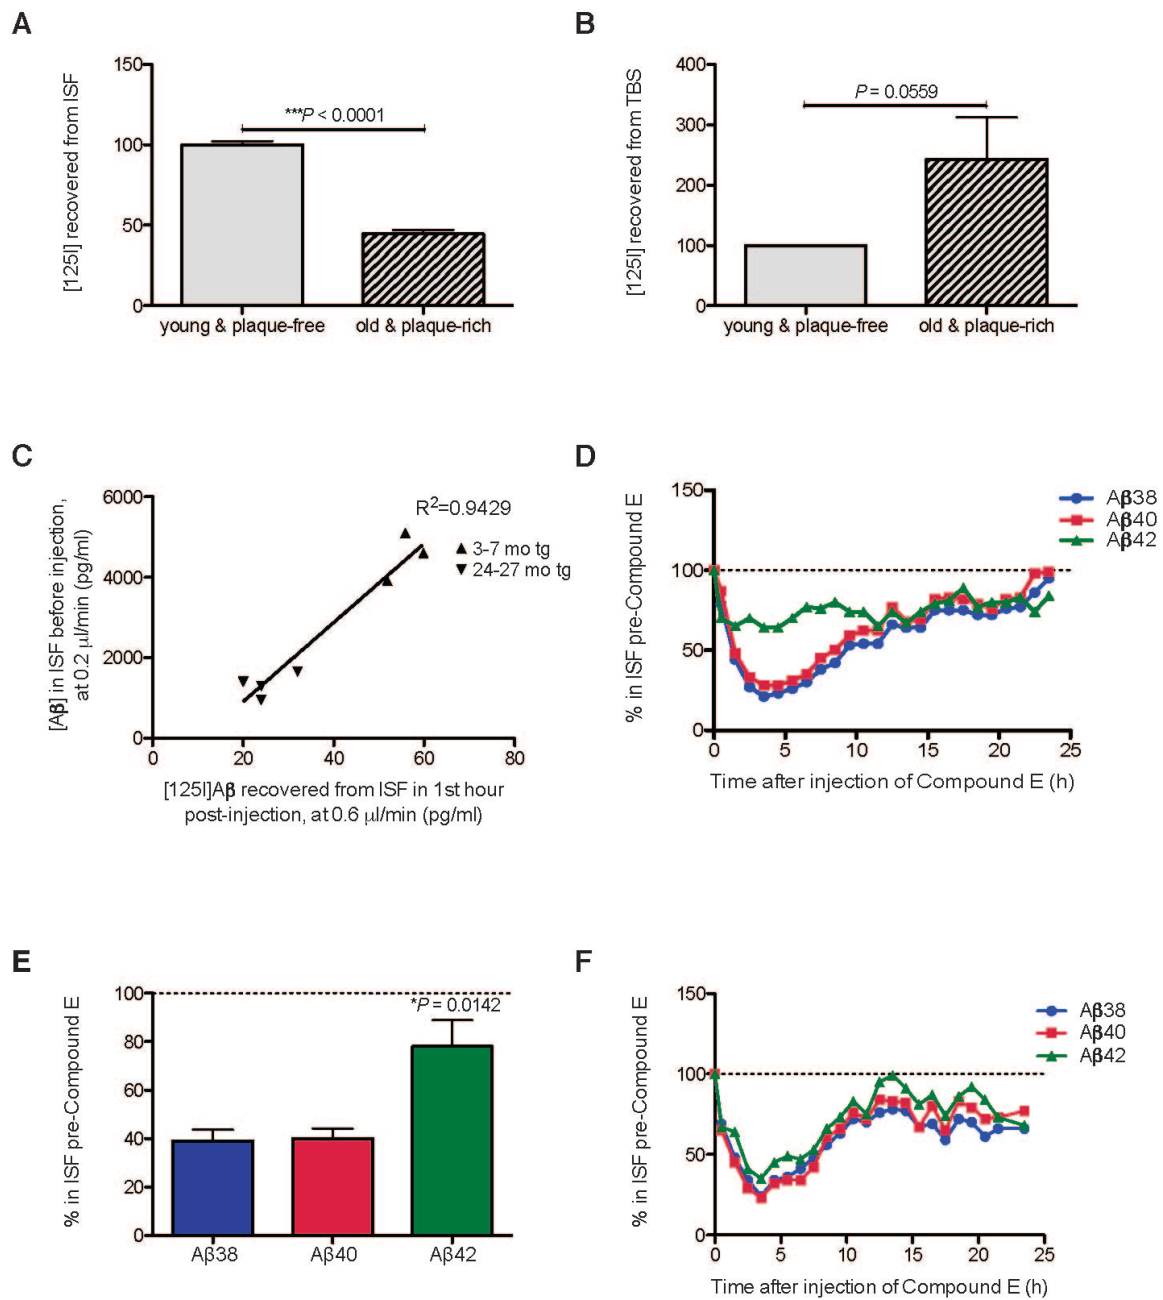 A
[125I] recovered from ISF
150
100
50
0
***P < 0.0001
young & plaque-free
old & plaque-rich
B
[125I] recovered from TBS
400
300
200
100
0
P = 0.0559
young & plaque-free
old & plaque-rich
C
[Aβ] in ISF before injection,
at 0.2 µl/min (pg/ml)
6000
4000
2000
0
R²=0.9429
3-7 mo tg
24-27 mo tg
0
20
40
60
80
[125I]Aβ recovered from ISF in 1st hour
post-injection, at 0.6 µl/min (pg/ml)
D
% in ISF pre-Compound E
150
100
50
0
Aβ38
Aβ40
Aβ42
0
5
10
15
20
25
Time after injection of Compound E (h)
E
% in ISF pre-Compound E
100
80
60
40
20
0
*P = 0.0142
Aβ38
Aβ40
Aβ42
F
% in ISF pre-Compound E
150
100
50
0
Aβ38
Aβ40
Aβ42
0
5
10
15
20
25
Time after injection of Compound E (h)